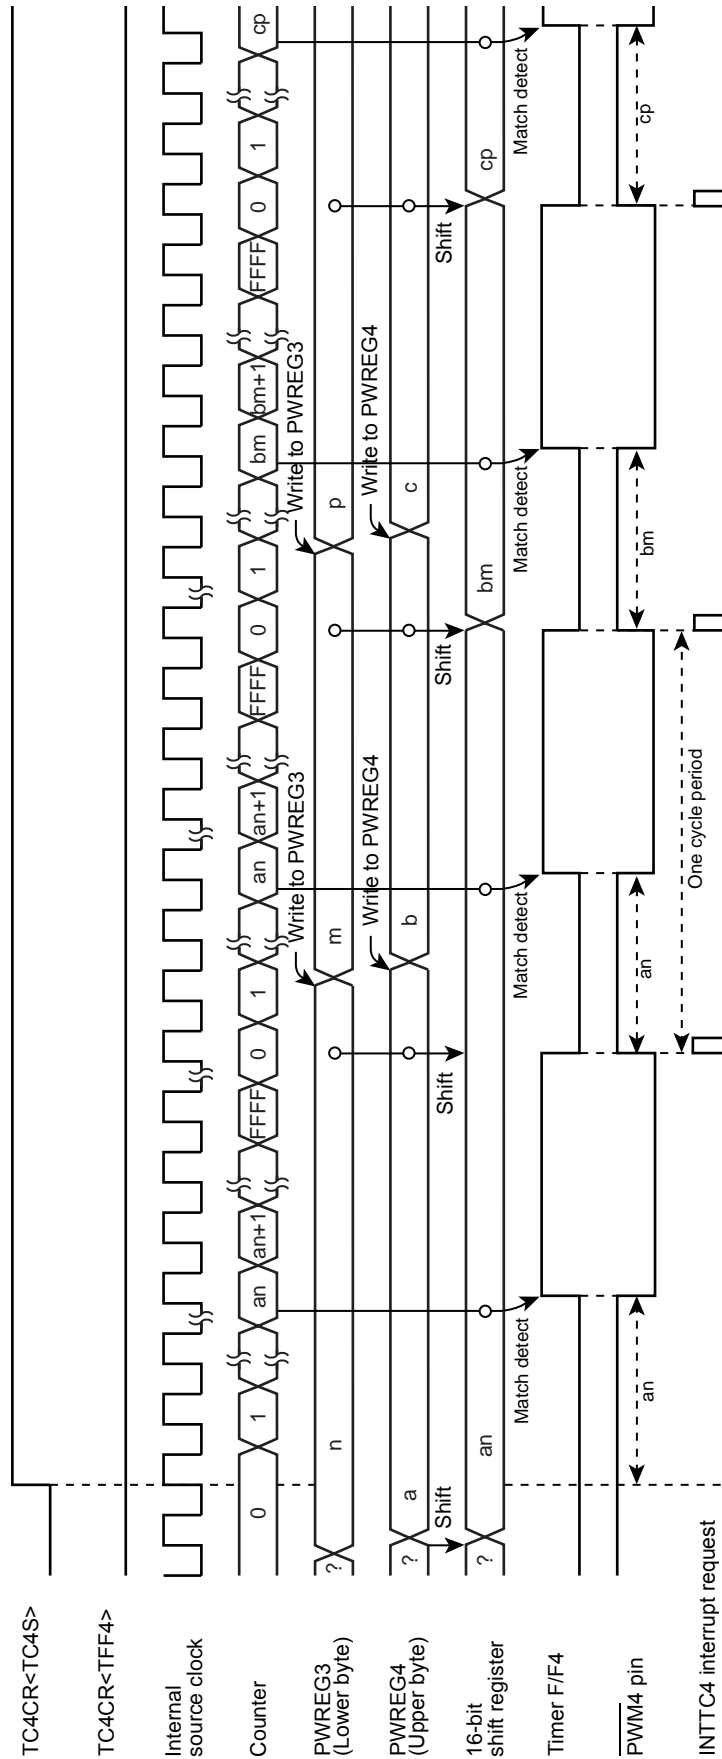 TC4CR<TC4S>
TC4CR<TFF4>
Internal
source clock
Counter 0 1 an an+1 FFFF 0 1 an an+1 FFFF 0 1 bm bm+1 FFFF 0 1 cp
Write to PWREG3 Write to PWREG3
PWREG3
(Lower byte) ? n m p
Write to PWREG4 Write to PWREG4
PWREG4
(Upper byte) ? a b c
Shift Shift Shift Shift
16-bit
shift register ? an bm cp
Match detect Match detect Match detect Match detect
Timer F/F4
PWM4 pin an an bm cp
One cycle period
INTTC4 interrupt request